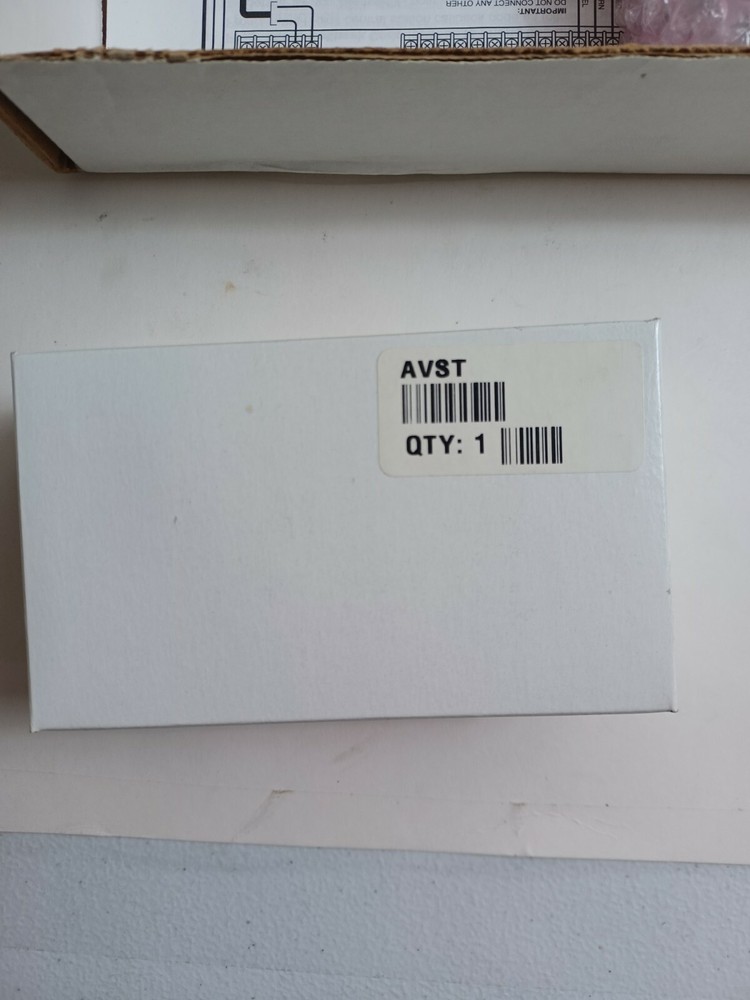 IMPORTANT:
DO NOT CONNECT ANY OTHER
AVST
QTY: 1